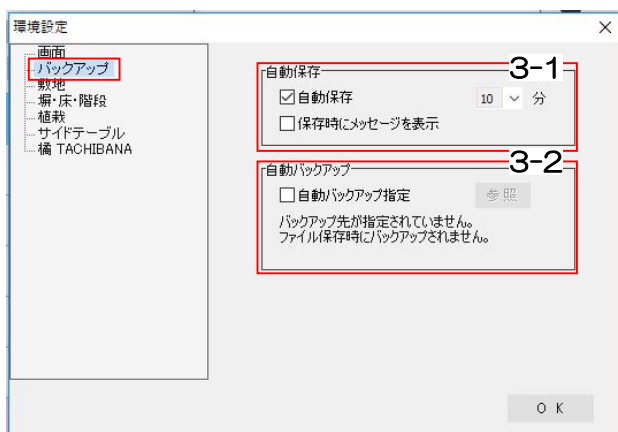 環境設定
画面
バックアップ
敷地
塀・床・階段
植栽
サイドテーブル
橘 TACHIBANA
自動保存
3-1
自動保存
10
分
保存時にメッセージを表示
自動バックアップ
3-2
自動バックアップ指定
参照
バックアップ先が指定されていません。
ファイル保存時にバックアップされません。
O K